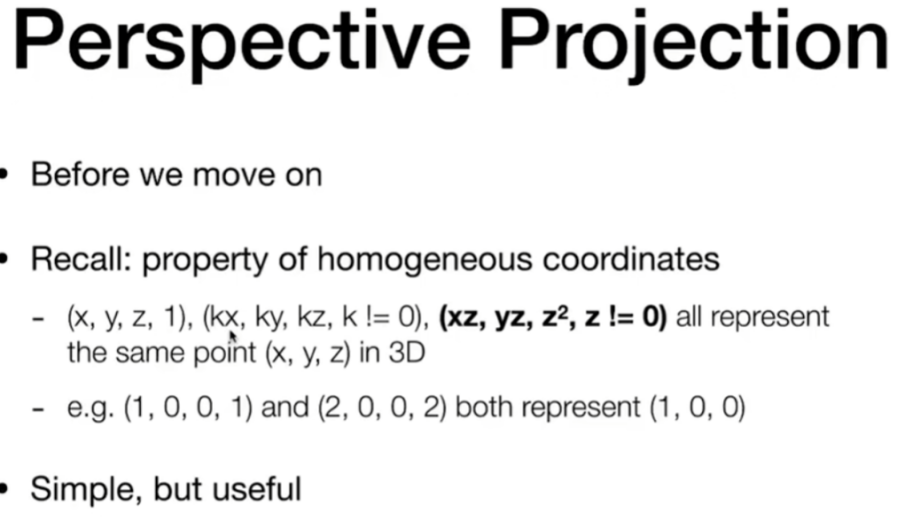 Perspective Projection
• Before we move on
• Recall: property of homogeneous coordinates
- (x, y, z, 1), (kx, ky, kz, k != 0), (xz, yz, z², z != 0) all represent
the same point (x, y, z) in 3D
- e.g. (1, 0, 0, 1) and (2, 0, 0, 2) both represent (1, 0, 0)
• Simple, but useful